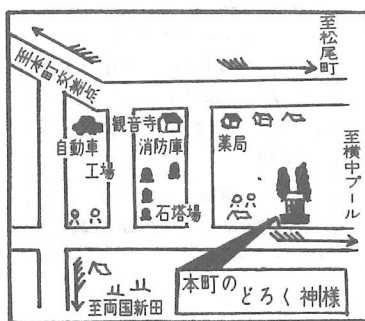 至松尾町
至本町交差点
観音寺
消防庫
自動車
工場
薬局
至横中プール
石塔場
本町の
どろく神様
至両国新田